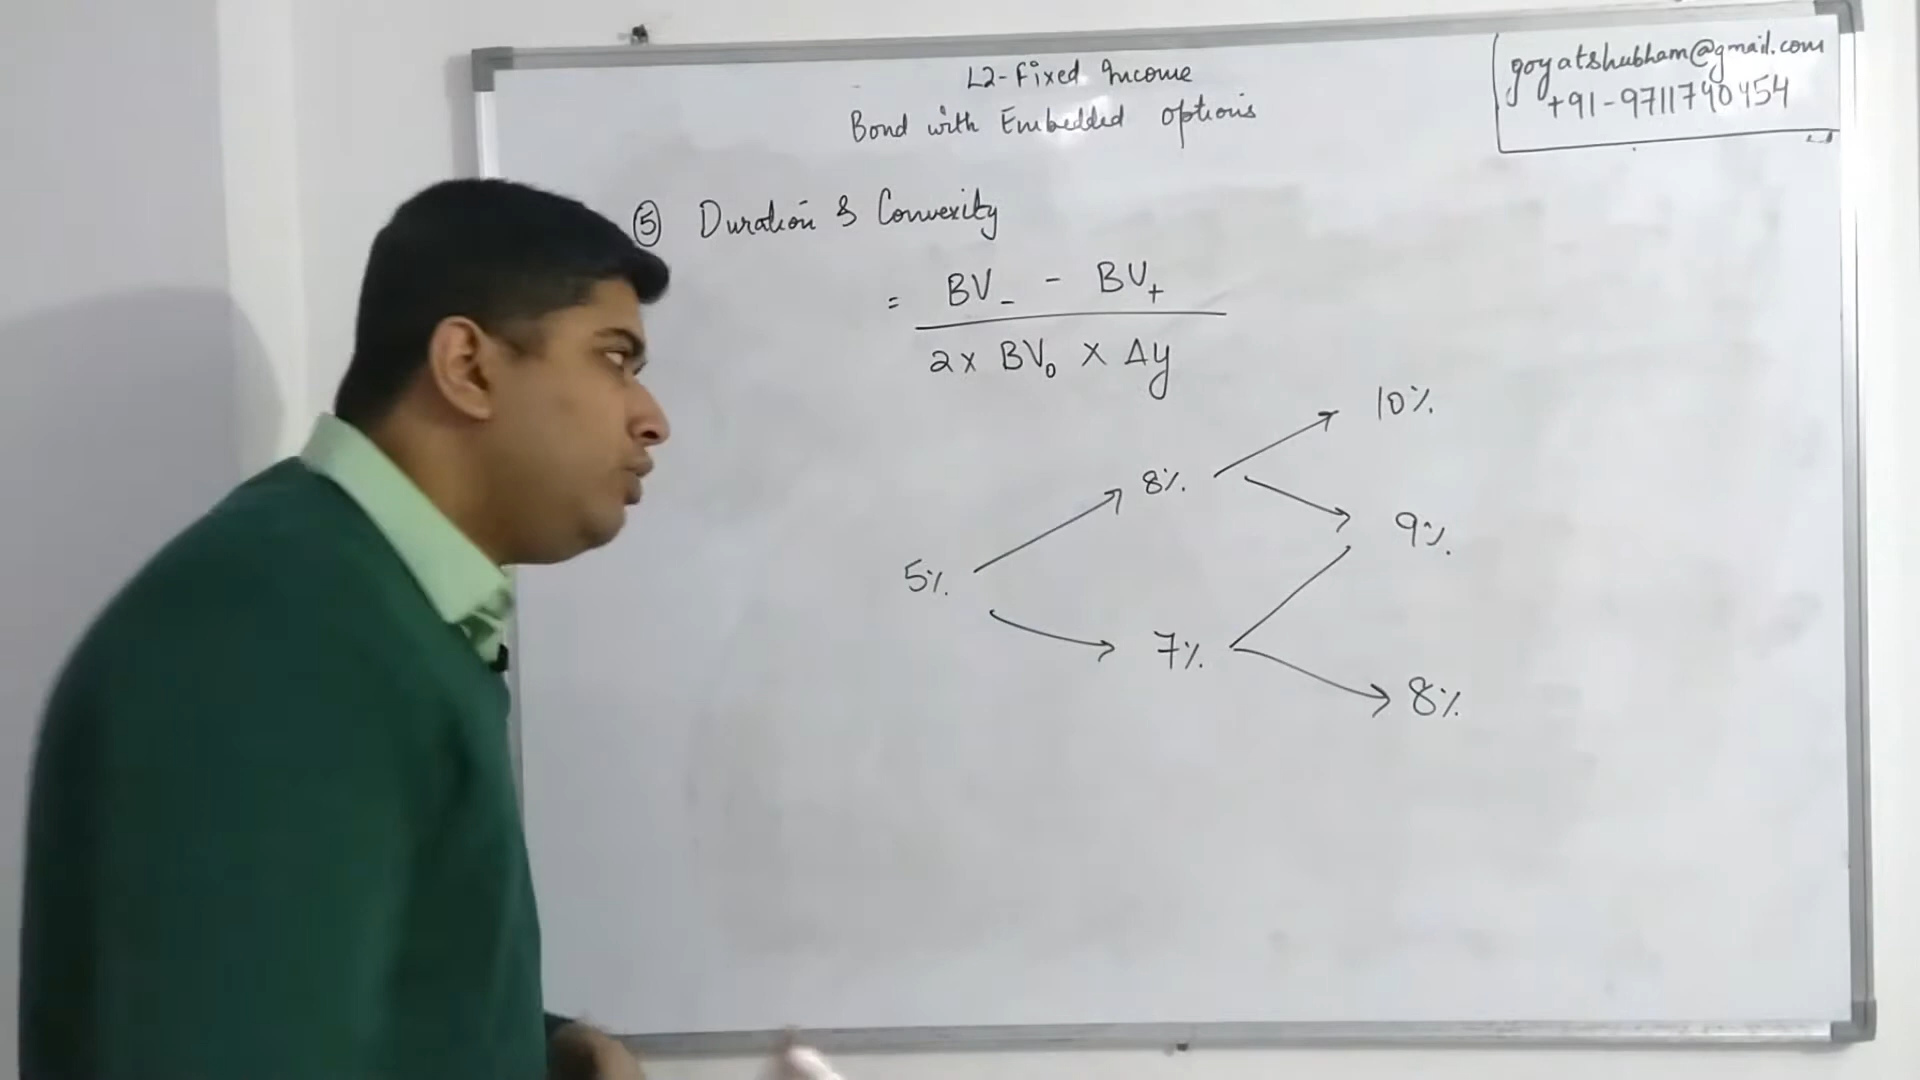 L2-Fixed Income
Bond with Embedded options
goyatshubham@gmail.com
+91-9711740454
⑤ Duration & Convexity
= BV_ - BV+
2 x BV₀ x Δy
10%
8%
9%
5%
7%
8%